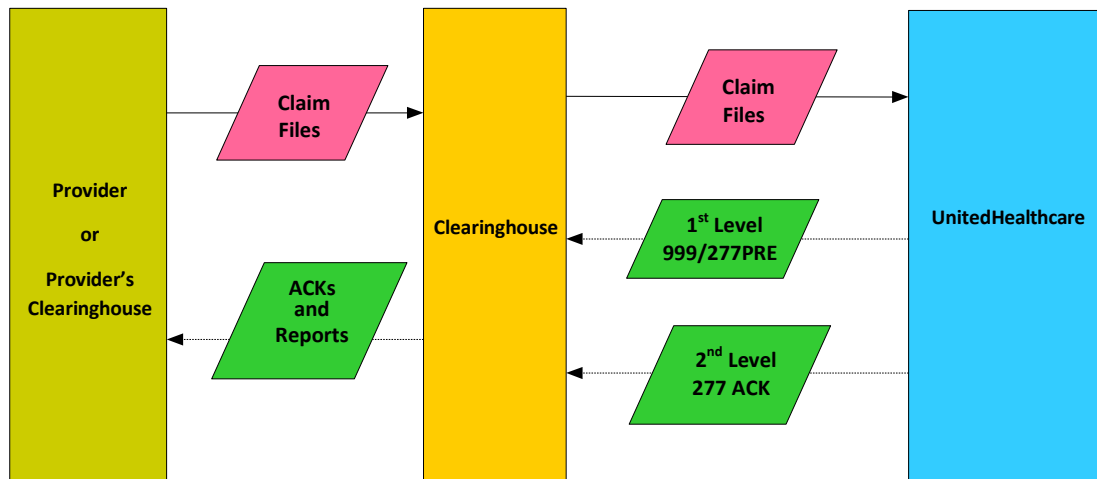 Provider
or
Provider’s
Clearinghouse
Claim
Files
ACKs
and
Reports
Clearinghouse
Claim
Files
1st Level
999/277PRE
2nd Level
277 ACK
UnitedHealthcare